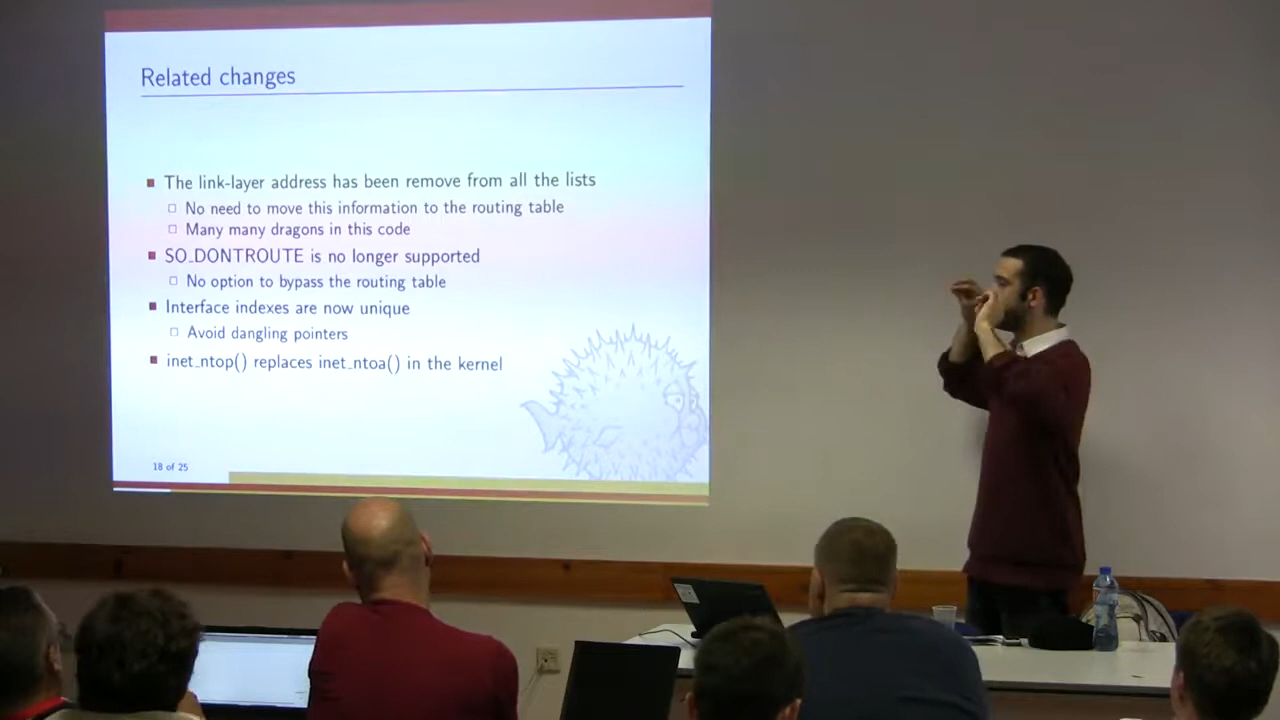 Related changes
The link-layer address has been remove from all the lists
No need to move this information to the routing table
Many many dragons in this code
SO_DONTROUTE is no longer supported
No option to bypass the routing table
Interface indexes are now unique
Avoid dangling pointers
inet_ntop() replaces inet_ntoa() in the kernel
18 of 25